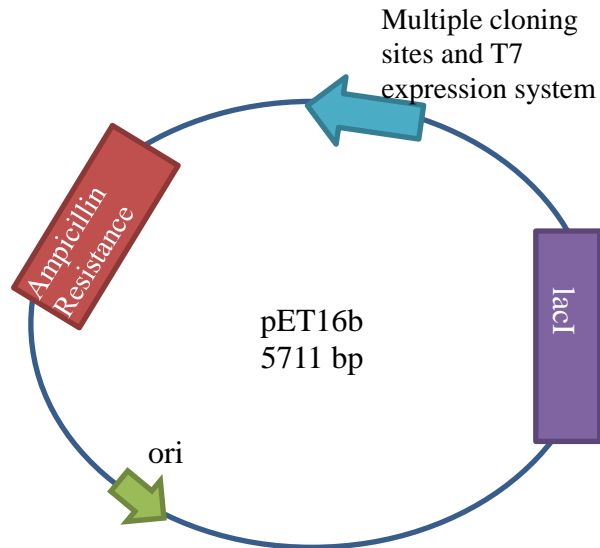 Multiple cloning
sites and T7
expression system
Ampicillin
Resistance
lacI
pET16b
5711 bp
ori